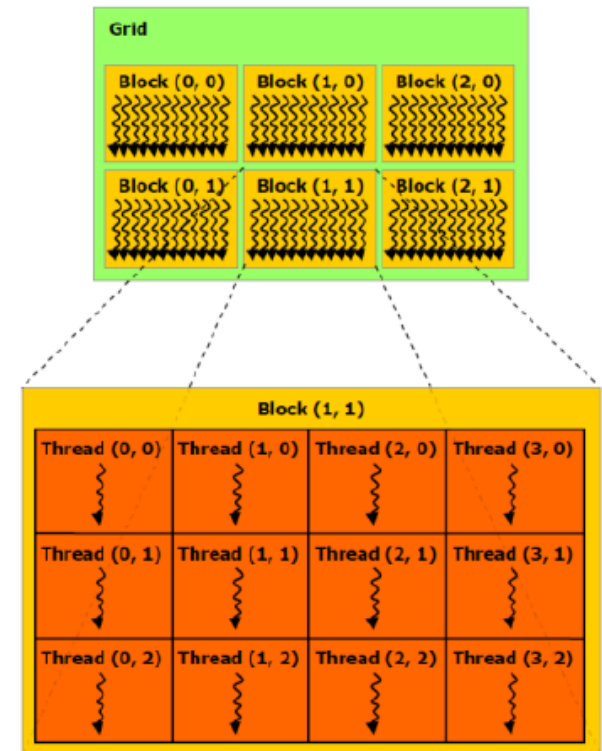 Grid
Block (0, 0) Block (1, 0) Block (2, 0)
Block (0, 1) Block (1, 1) Block (2, 1)
Block (1, 1)
Thread (0, 0) Thread (1, 0) Thread (2, 0) Thread (3, 0)
Thread (0, 1) Thread (1, 1) Thread (2, 1) Thread (3, 1)
Thread (0, 2) Thread (1, 2) Thread (2, 2) Thread (3, 2)